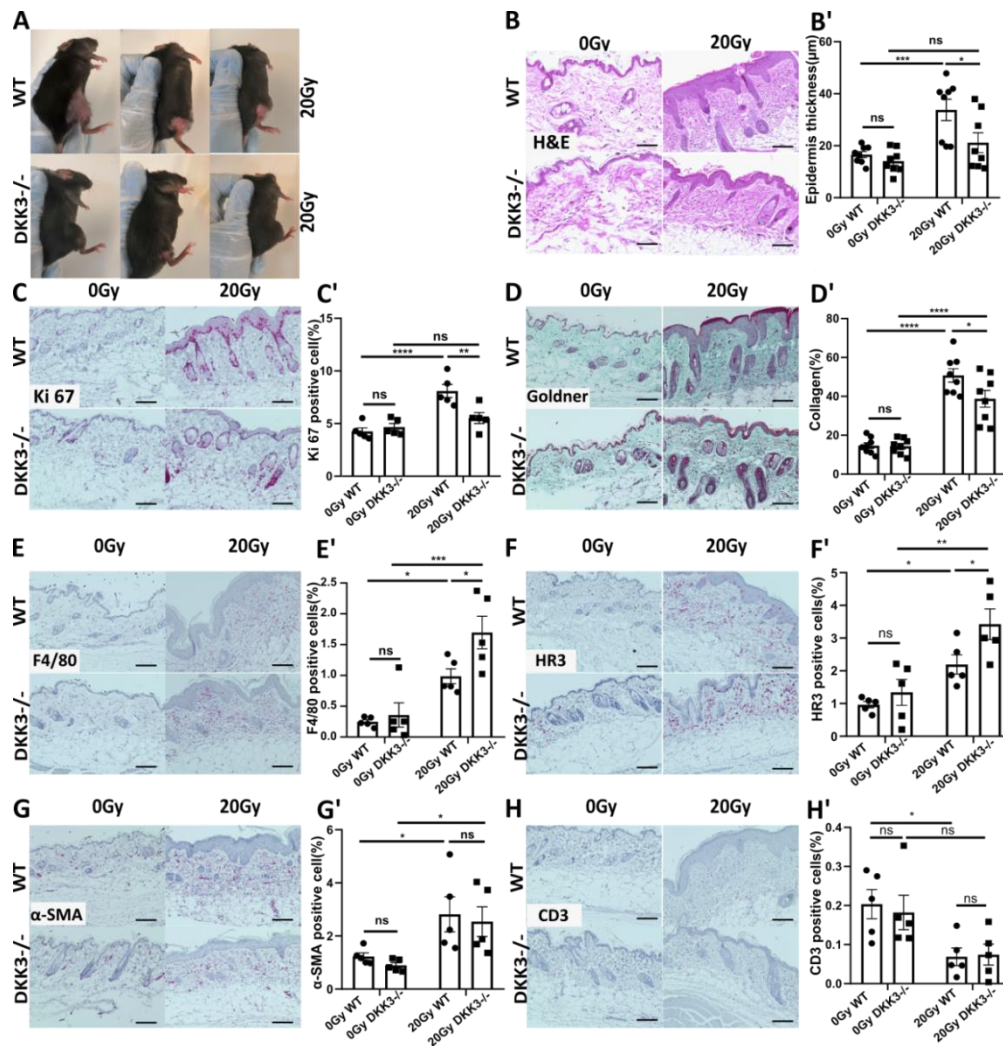 A
WT
DKK3-/-
20Gy
20Gy
B
0Gy
20Gy
WT
H&E
DKK3-/-
B'
ns
***
*
ns
Epidermis thickness(μm)
60
40
20
0
0Gy WT
0Gy DKK3-/-
20Gy WT
20Gy DKK3-/-
C
0Gy
20Gy
WT
Ki 67
DKK3-/-
C'
ns
****
**
ns
Ki 67 positive cell(%)
15
10
5
0
0Gy WT
0Gy DKK3-/-
20Gy WT
20Gy DKK3-/-
D
0Gy
20Gy
WT
Goldner
DKK3-/-
D'
****
****
*
ns
Collagen(%)
80
60
40
20
0
0Gy WT
0Gy DKK3-/-
20Gy WT
20Gy DKK3-/-
E
0Gy
20Gy
WT
F4/80
DKK3-/-
E'
***
*
*
ns
F4/80 positive cells(%)
2.5
2.0
1.5
1.0
0.5
0.0
0Gy WT
0Gy DKK3-/-
20Gy WT
20Gy DKK3-/-
F
0Gy
20Gy
WT
HR3
DKK3-/-
F'
**
*
*
ns
HR3 positive cells(%)
5
4
3
2
1
0
0Gy WT
0Gy DKK3-/-
20Gy WT
20Gy DKK3-/-
G
0Gy
20Gy
WT
α-SMA
DKK3-/-
G'
*
*
ns
ns
α-SMA positive cell(%)
6
4
2
0
0Gy WT
0Gy DKK3-/-
20Gy WT
20Gy DKK3-/-
H
0Gy
20Gy
WT
CD3
DKK3-/-
H'
*
ns
ns
ns
CD3 positive cells(%)
0.4
0.3
0.2
0.1
0.0
0Gy WT
0Gy DKK3-/-
20Gy WT
20Gy DKK3-/-